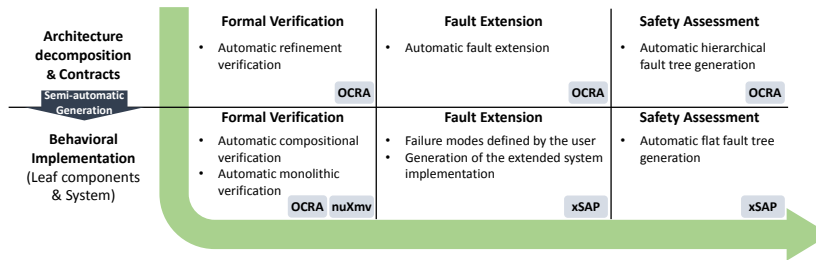 Architecture
decomposition
& Contracts
Semi-automatic
Generation
Behavioral
Implementation
(Leaf components
& System)
Formal Verification
• Automatic refinement
verification
OCRA
Fault Extension
• Automatic fault extension
OCRA
Safety Assessment
• Automatic hierarchical
fault tree generation
OCRA
Formal Verification
• Automatic compositional
verification
• Automatic monolithic
verification
OCRA nuXmv
Fault Extension
• Failure modes defined by the user
• Generation of the extended system
implementation
xSAP
Safety Assessment
• Automatic flat fault tree
generation
xSAP